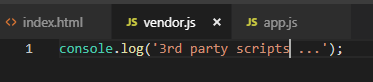 index.html JS vendor.js × JS app.js
1 console.log('3rd party scripts ...');